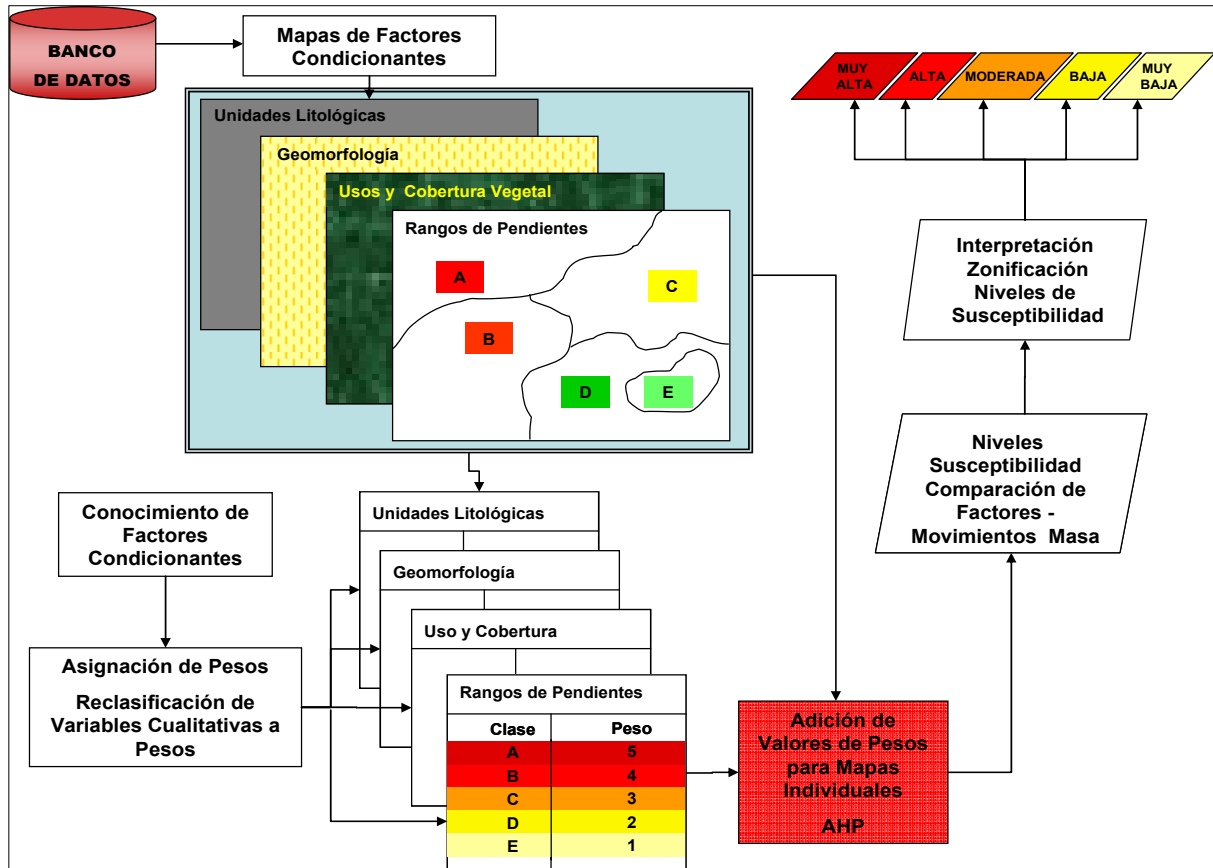 BANCO
DE DATOS
Mapas de Factores
Condicionantes
MUY
ALTA
ALTA
MODERADA
BAJA
MUY
BAJA
Unidades Litológicas
Geomorfología
Usos y Cobertura Vegetal
Rangos de Pendientes
A
C
B
D
E
Interpretación
Zonificación
Niveles de
Susceptibilidad
Niveles
Susceptibilidad
Comparación de
Factores -
Movimientos Masa
Conocimiento de
Factores
Condicionantes
Asignación de Pesos
Reclasificación de
Variables Cualitativas a
Pesos
Unidades Litológicas
Geomorfología
Uso y Cobertura
Rangos de Pendientes
Clase Peso
A 5
B 4
C 3
D 2
E 1
Adición de
Valores de Pesos
para Mapas
Individuales
AHP